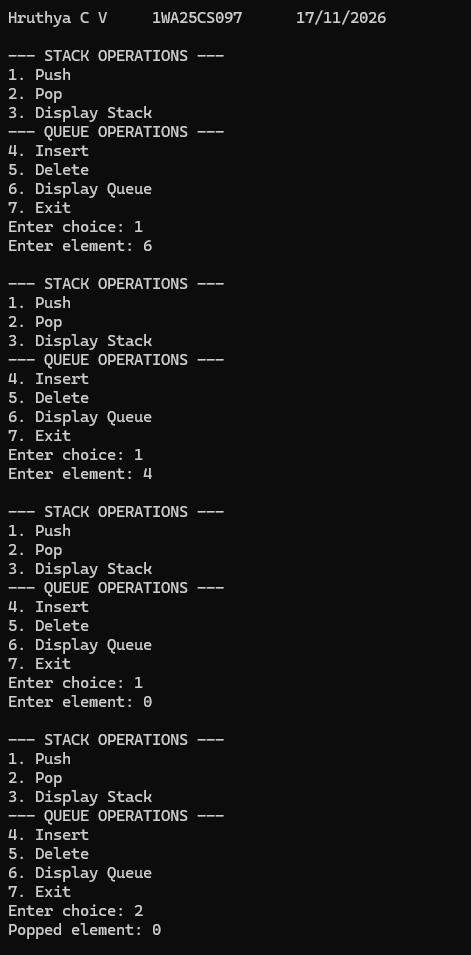 Hruthya C V     1WA25CS097      17/11/2026
--- STACK OPERATIONS ---
1. Push
2. Pop
3. Display Stack
--- QUEUE OPERATIONS ---
4. Insert
5. Delete
6. Display Queue
7. Exit
Enter choice: 1
Enter element: 6
--- STACK OPERATIONS ---
1. Push
2. Pop
3. Display Stack
--- QUEUE OPERATIONS ---
4. Insert
5. Delete
6. Display Queue
7. Exit
Enter choice: 1
Enter element: 4
--- STACK OPERATIONS ---
1. Push
2. Pop
3. Display Stack
--- QUEUE OPERATIONS ---
4. Insert
5. Delete
6. Display Queue
7. Exit
Enter choice: 1
Enter element: 0
--- STACK OPERATIONS ---
1. Push
2. Pop
3. Display Stack
--- QUEUE OPERATIONS ---
4. Insert
5. Delete
6. Display Queue
7. Exit
Enter choice: 2
Popped element: 0